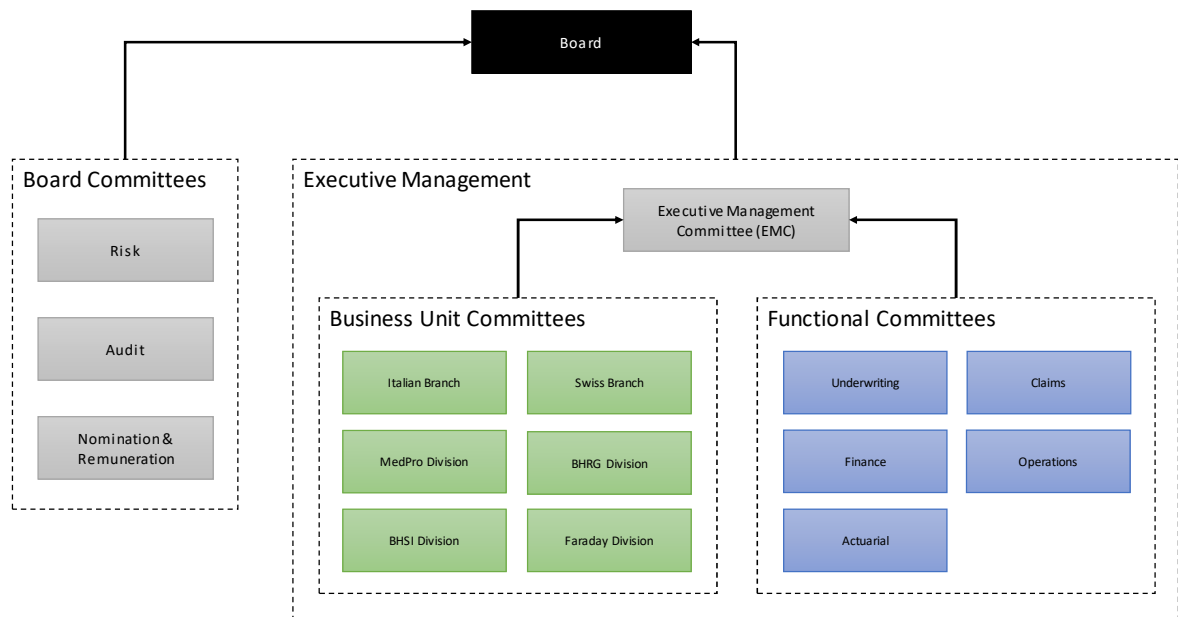 Board
Board Committees
Risk
Audit
Nomination &
Remuneration
Executive Management
Executive Management
Committee (EMC)
Business Unit Committees
Italian Branch
Swiss Branch
MedPro Division
BHRG Division
BHSI Division
Faraday Division
Functional Committees
Underwriting
Claims
Finance
Operations
Actuarial